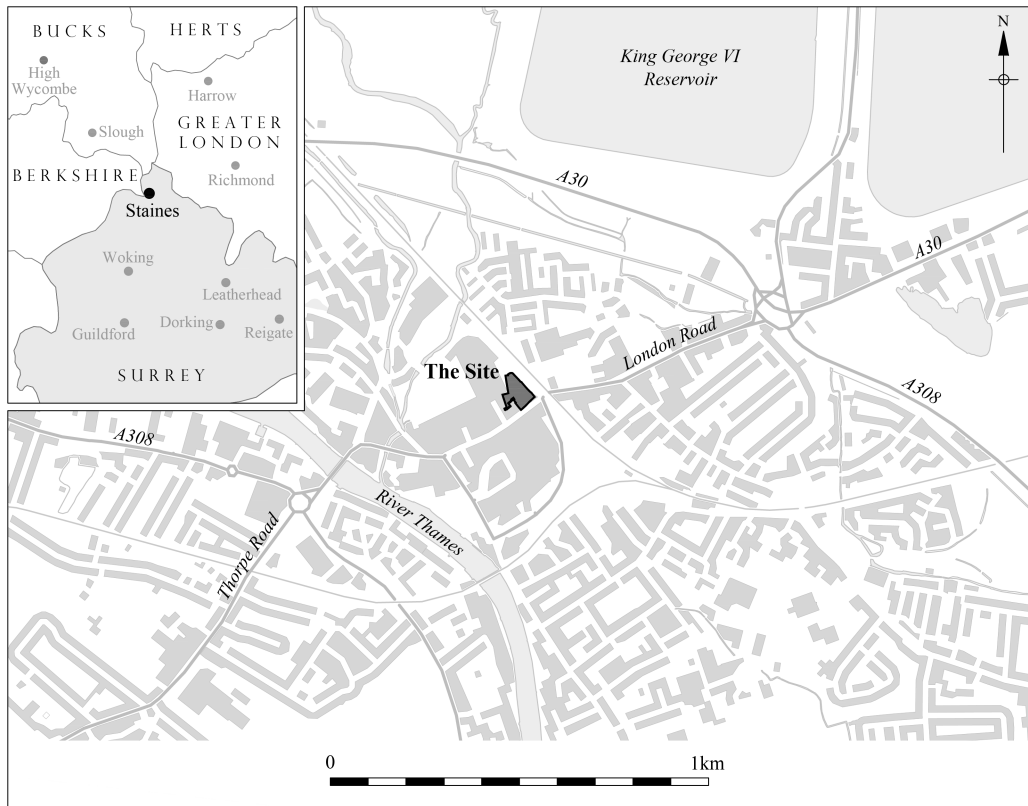 BUCKS
HERTS
High
Wycombe
Harrow
Slough
GREATER
LONDON
BERKSHIRE
Richmond
Staines
Woking
Leatherhead
Guildford
Dorking
Reigate
SURREY
King George VI
Reservoir
N
A30
A30
London Road
The Site
A308
A308
River Thames
Thorpe Road
0
1km